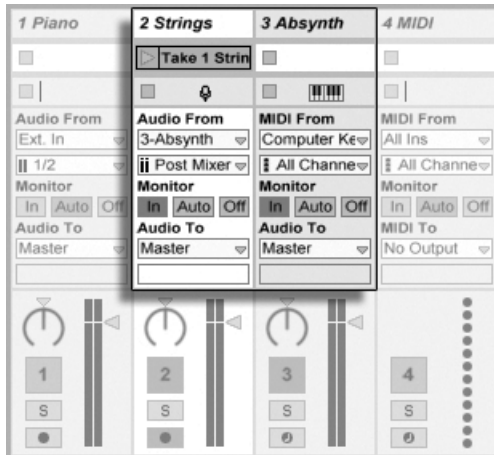 1 Piano 2 Strings 3 Absynth 4 MIDI
Take 1 Strin
Audio From Audio From MIDI From MIDI From
Ext. In 3-Absynth Computer Ke All Ins
1/2 Post Mixer All Channe All Channe
Monitor Monitor Monitor Monitor
In Auto Off In Auto Off In Auto Off In Auto Off
Audio To Audio To Audio To MIDI To
Master Master Master No Output
1 2 3 4
S S S S